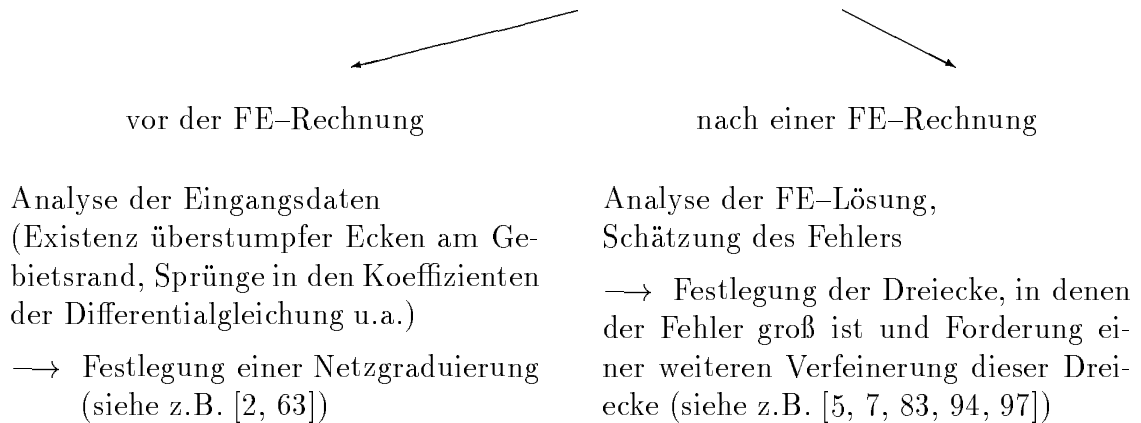 vor der FE–Rechnung
Analyse der Eingangsdaten
(Existenz überstumpfer Ecken am Ge-
bietsrand, Sprünge in den Koeffizienten
der Differentialgleichung u.a.)
⟶ Festlegung einer Netzgraduierung
(siehe z.B. [2, 63])
nach einer FE–Rechnung
Analyse der FE–Lösung,
Schätzung des Fehlers
⟶ Festlegung der Dreiecke, in denen
der Fehler groß ist und Forderung ei-
ner weiteren Verfeinerung dieser Drei-
ecke (siehe z.B. [5, 7, 83, 94, 97])